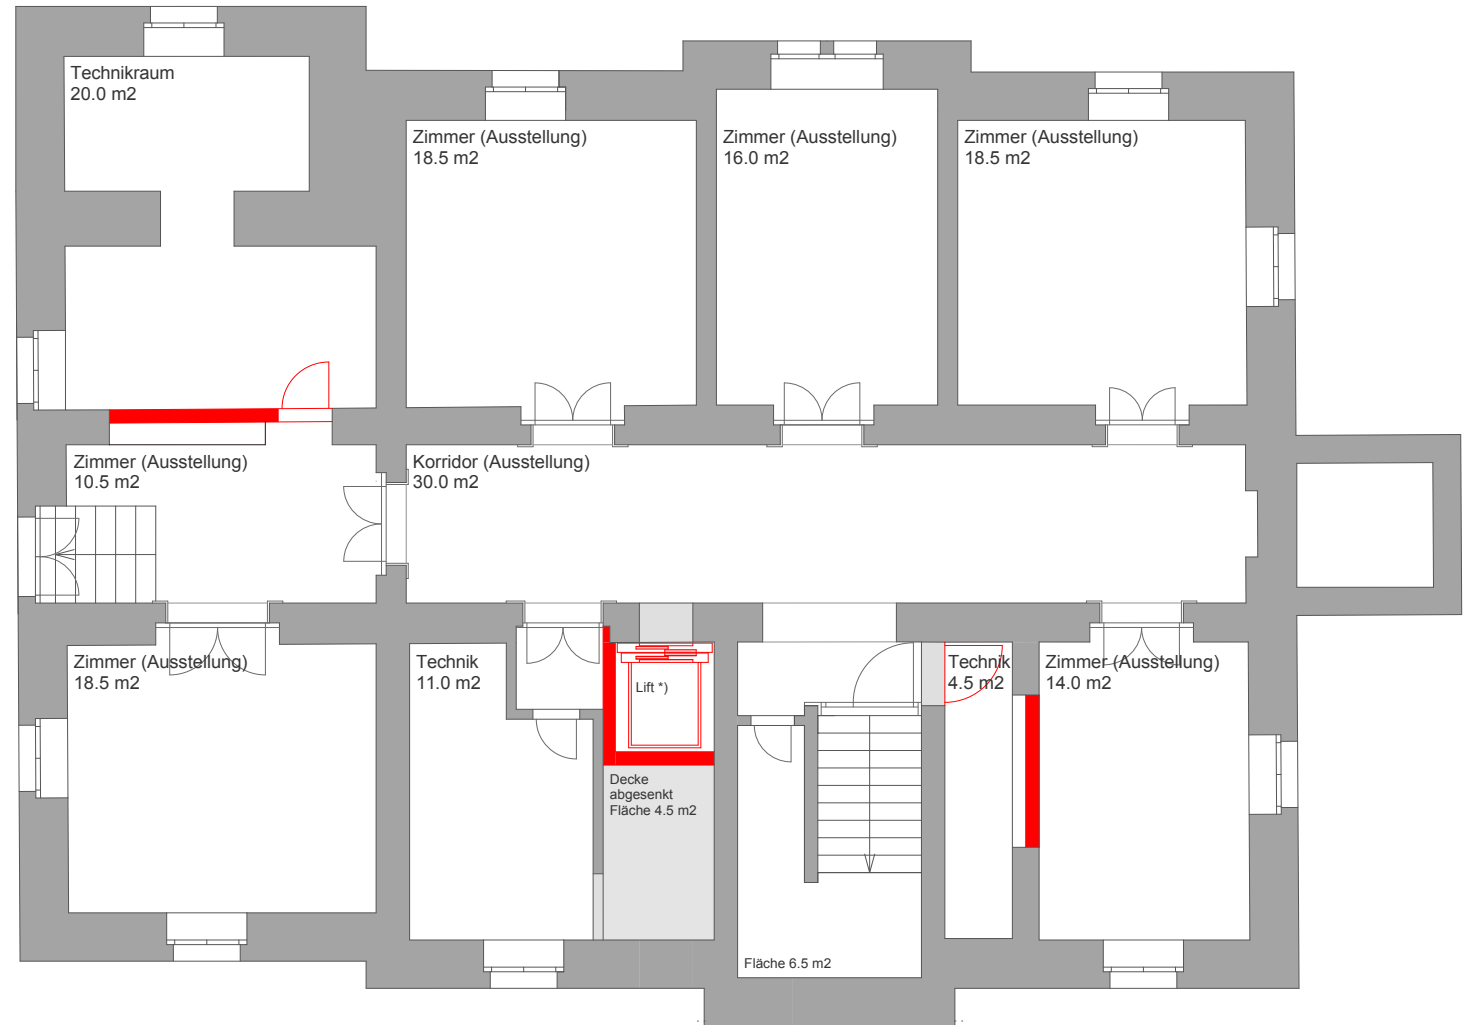 Technikraum
20.0 m2
Zimmer (Ausstellung)
18.5 m2
Zimmer (Ausstellung)
16.0 m2
Zimmer (Ausstellung)
18.5 m2
Zimmer (Ausstellung)
10.5 m2
Korridor (Ausstellung)
30.0 m2
Zimmer (Ausstellung)
18.5 m2
Technik
11.0 m2
Lift *)
Technik
4.5 m2
Zimmer (Ausstellung)
14.0 m2
Decke
abgesenkt
Fläche 4.5 m2
Fläche 6.5 m2